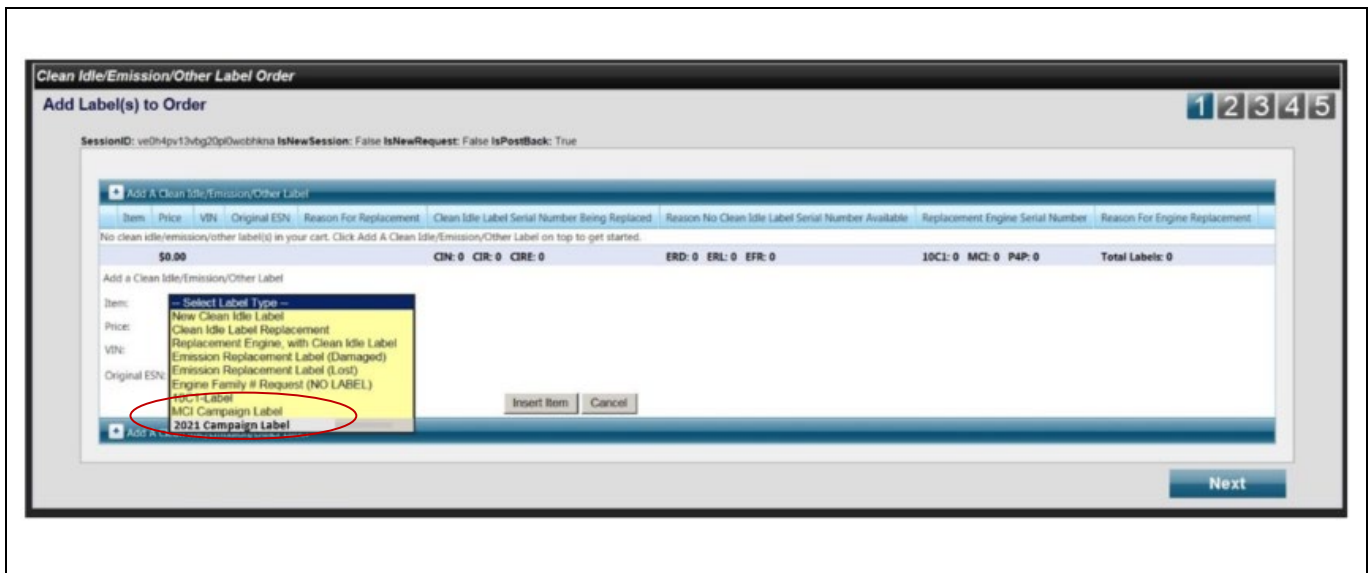 Clean Idle/Emission/Other Label Order
Add Label(s) to Order
1 2 3 4 5
IsNewSession: False IsNewRequest: False IsPostBack: True
Add A Clean Idle/Emission/Other Label
Item Price VIN Original ESN Reason For Replacement Clean Idle Label Serial Number Being Replaced Reason No Clean Idle Label Serial Number Available Replacement Engine Serial Number Reason For Engine Replacement
No clean idle/emission/other label(s) in your cart. Click Add A Clean Idle/Emission/Other Label on top to get started.
$0.00 CIN: 0 CIR: 0 CIRE: 0 ERD: 0 ERL: 0 EFR: 0 10C1: 0 MCI: 0 P4P: 0 Total Labels: 0
Add a Clean Idle/Emission/Other Label
Item: -- Select Label Type --
New Clean Idle Label
Price: Clean Idle Label Replacement
Replacement Engine, with Clean Idle Label
VIN: Emission Replacement Label (Damaged)
Emission Replacement Label (Lost)
Original ESN: Engine Family # Request (NO LABEL)
10C1-Label
Insert Item Cancel
MCI Campaign Label
2021 Campaign Label
Add A
Next